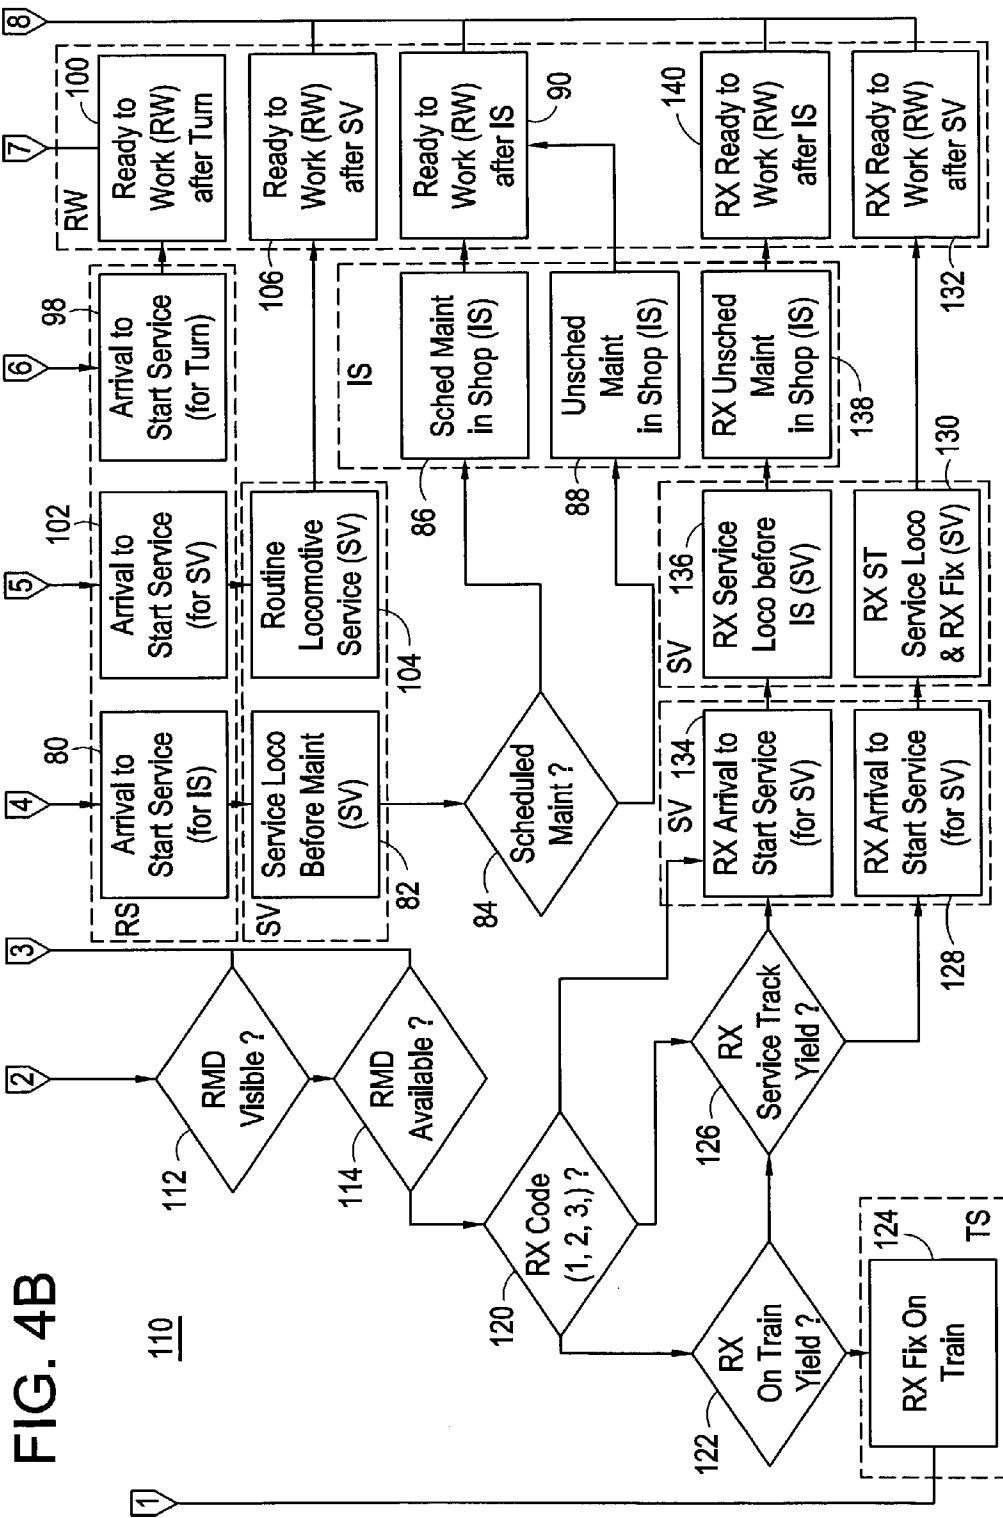 FIG. 4B
110
1
2
3
4
5
6
7
8
112
RMD
Visible ?
114
RMD
Available ?
120
RX Code
(1, 2, 3,) ?
122
RX
On Train
Yield ?
124
RX Fix On
Train
TS
126
RX
Service Track
Yield ?
RS
80
Arrival to
Start Service
(for IS)
102
Arrival to
Start Service
(for SV)
98
Arrival to
Start Service
(for Turn)
SV
82
Service Loco
Before Maint
(SV)
104
Routine
Locomotive
Service (SV)
84
Scheduled
Maint ?
SV
134
RX Arrival to
Start Service
(for SV)
128
RX Arrival to
Start Service
(for SV)
SV
136
RX Service
Loco before
IS (SV)
130
RX ST
Service Loco
& RX Fix (SV)
IS
86
Sched Maint
in Shop (IS)
88
Unsched
Maint
in Shop (IS)
138
RX Unsched
Maint
in Shop (IS)
RW
100
Ready to
Work (RW)
after Turn
106
Ready to
Work (RW)
after SV
90
Ready to
Work (RW)
after IS
140
RX Ready to
Work (RW)
after IS
132
RX Ready to
Work (RW)
after SV